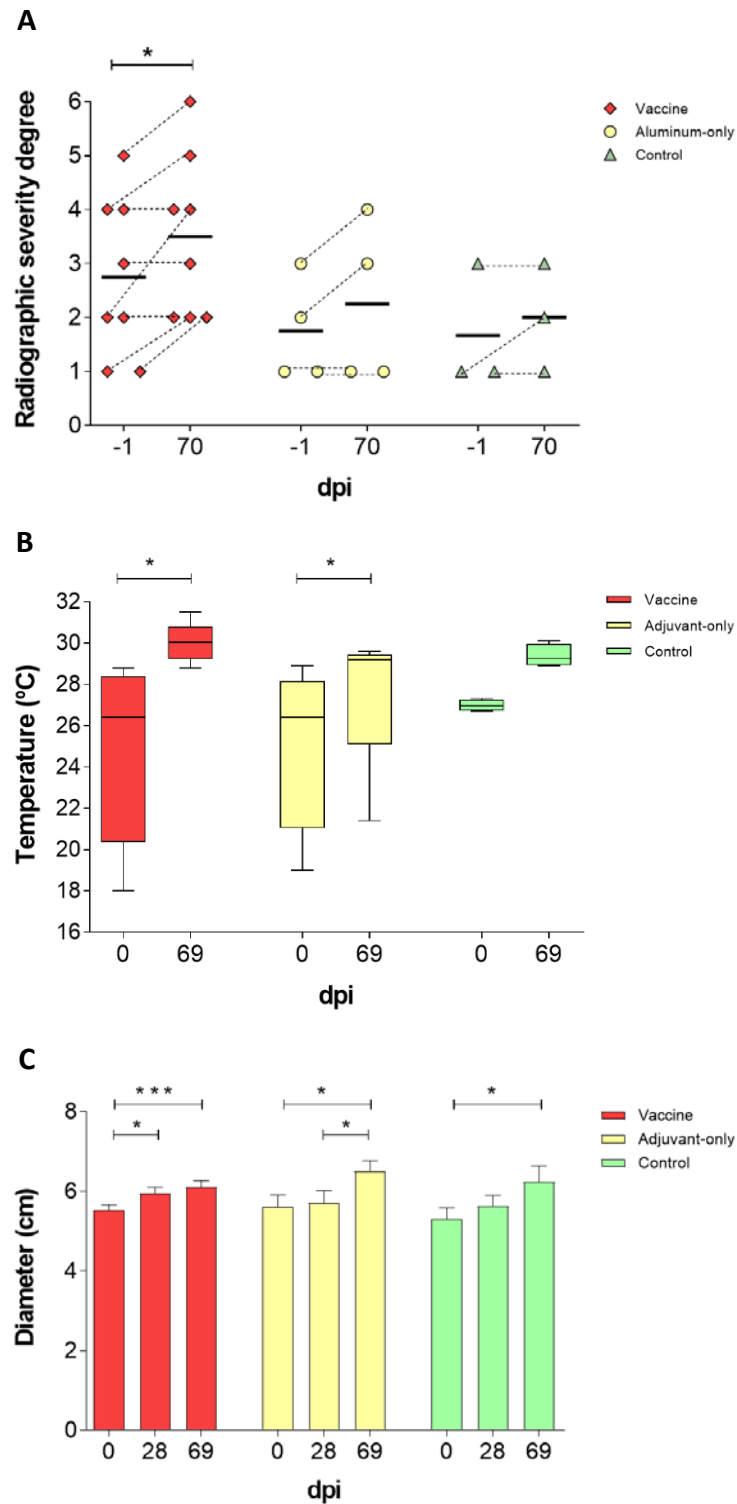 A
*
Radiographic severity degree
6
5
4
3
2
1
0
-1 70 -1 70 -1 70
dpi
Vaccine
Aluminum-only
Control
B
* *
Temperature (ºC)
32
30
28
26
24
22
20
18
16
0 69 0 69 0 69
dpi
Vaccine
Adjuvant-only
Control
C
*** * *
* *
Diameter (cm)
8
6
4
2
0
0 28 69 0 28 69 0 28 69
dpi
Vaccine
Adjuvant-only
Control